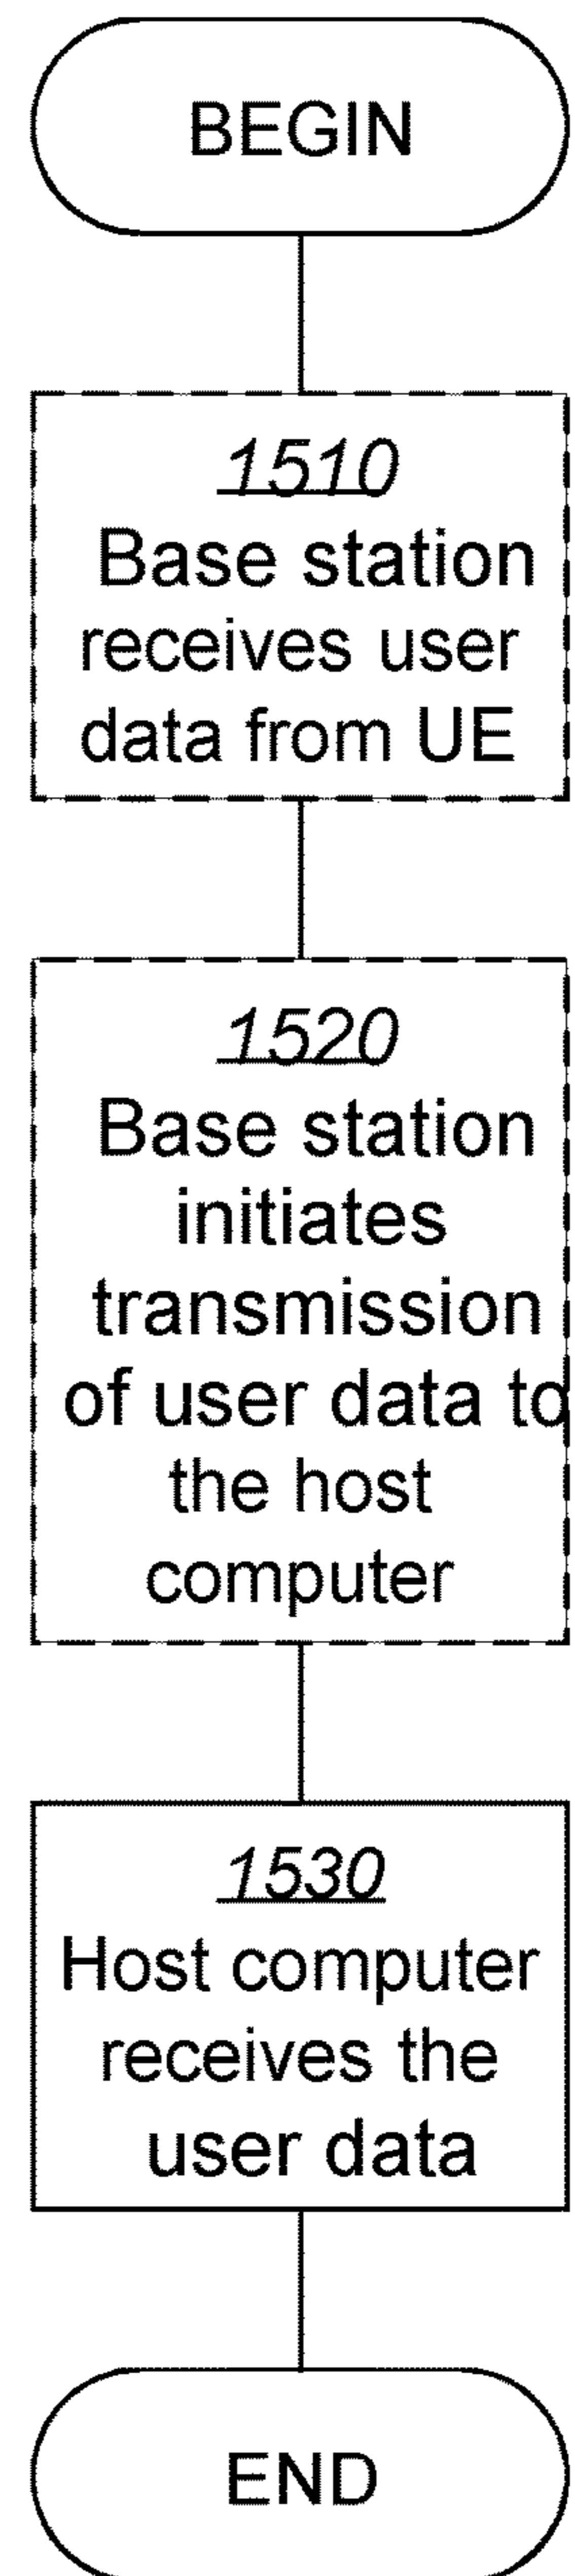 BEGIN
1510
Base station
receives user
data from UE
1520
Base station
initiates
transmission
of user data to
the host
computer
1530
Host computer
receives the
user data
END